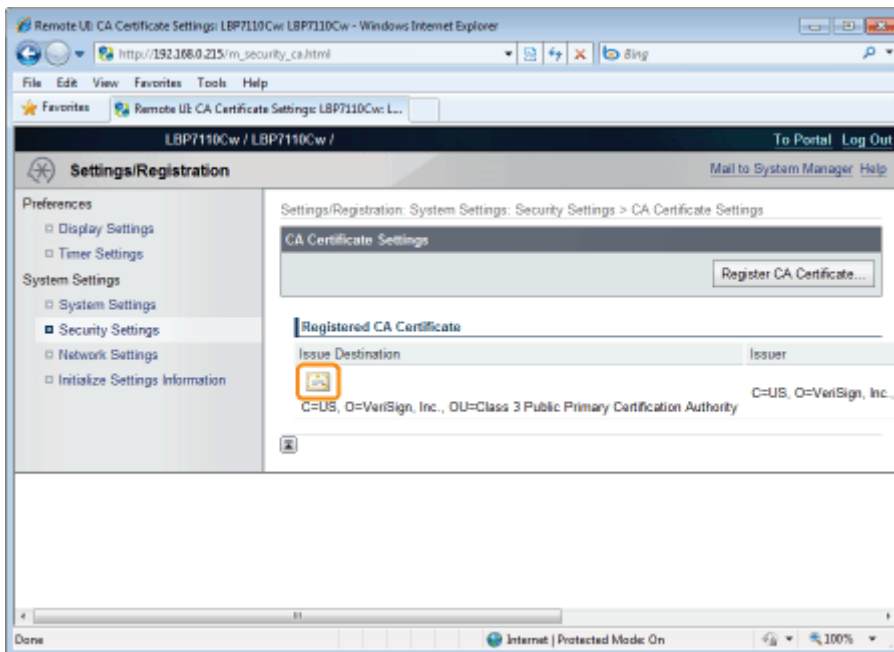 Remote UI: CA Certificate Settings: LBP7110Cw: LBP7110Cw - Windows Internet Explorer
http://192.168.0.215/m_security_ca.html
Bing
File Edit View Favorites Tools Help
Favorites Remote UI: CA Certificate Settings: LBP7110Cw: L...
LBP7110Cw / LBP7110Cw /
To Portal Log Out
Settings/Registration
Mail to System Manager Help
Preferences
Display Settings
Timer Settings
System Settings
System Settings
Security Settings
Network Settings
Initialize Settings Information
Settings/Registration: System Settings: Security Settings > CA Certificate Settings
CA Certificate Settings
Register CA Certificate...
Registered CA Certificate
Issue Destination Issuer
C=US, O=VeriSign, Inc., OU=Class 3 Public Primary Certification Authority
C=US, O=VeriSign, Inc.,
Done Internet | Protected Mode: On 100%